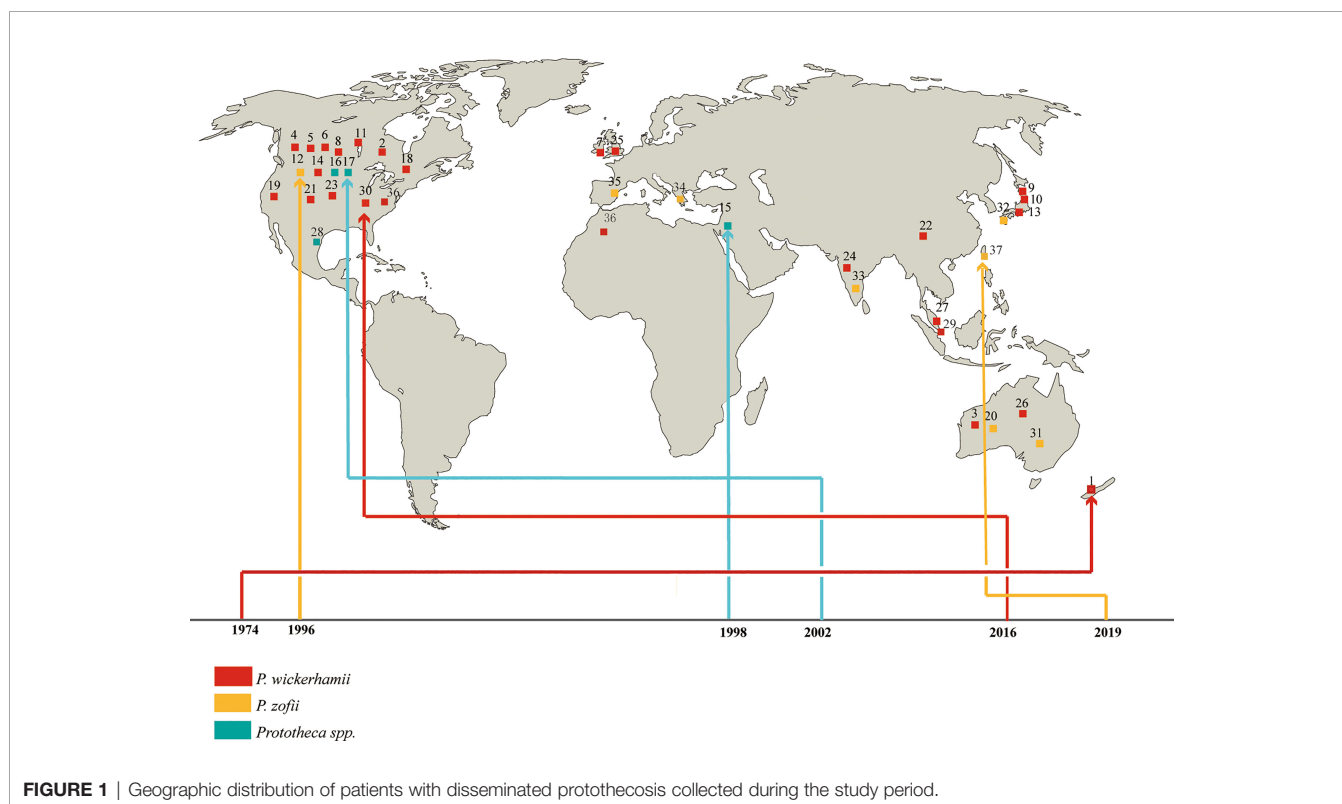 4 5 6 8 11 2
12 14 16 17 18
19 21 23 30 36
28
7 25
35 34
36 15
9
10
32 13
22
24
33
37
27
29
3 20 26
31
1
1974 1996 1998 2002 2016 2019
P. wickerhamii
P. zofii
Prototheca spp.
FIGURE 1 | Geographic distribution of patients with disseminated protothecosis collected during the study period.